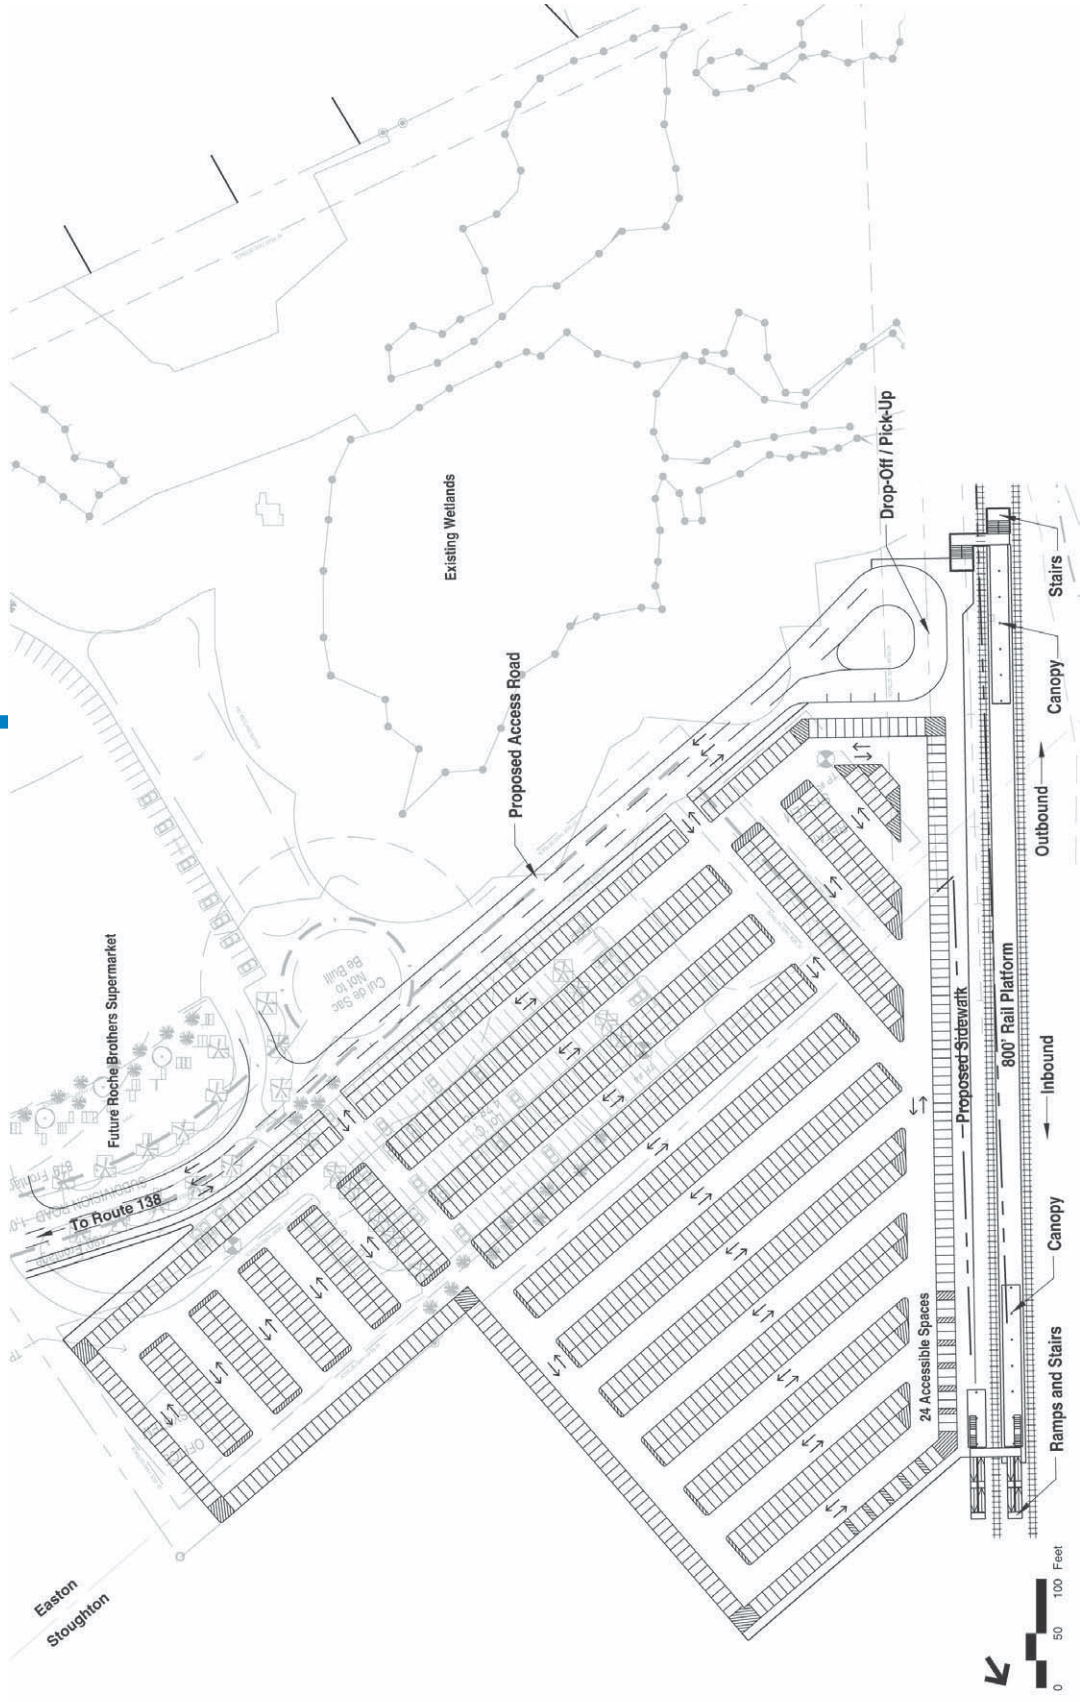 Existing Wetlands
Drop-Off / Pick-Up
Proposed Access Road
Future Roche Brothers Supermarket
Cul de Sac
Not to
Be Built
SUBDIVISION ROAD
To Route 138
Stairs
Canopy
Outbound
800' Rail Platform
Proposed Sidewalk
Inbound
Canopy
24 Accessible Spaces
Ramps and Stairs
Easton
Stoughton
0 50 100 Feet